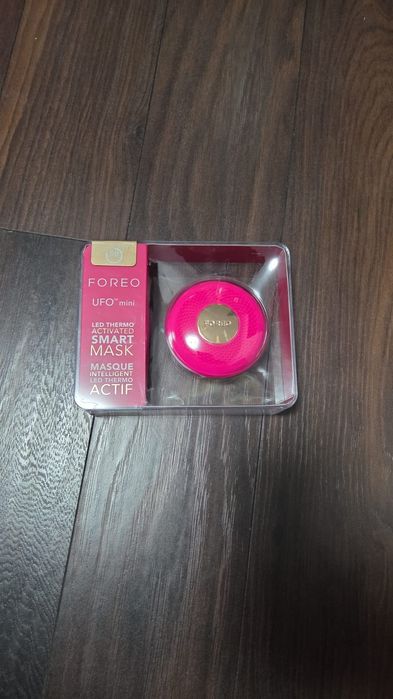 FOREO
UFO™ mini
LED THERMO
ACTIVATED
SMART
MASK
MASQUE
INTELLIGENT
LED THERMO
ACTIF
FOREO